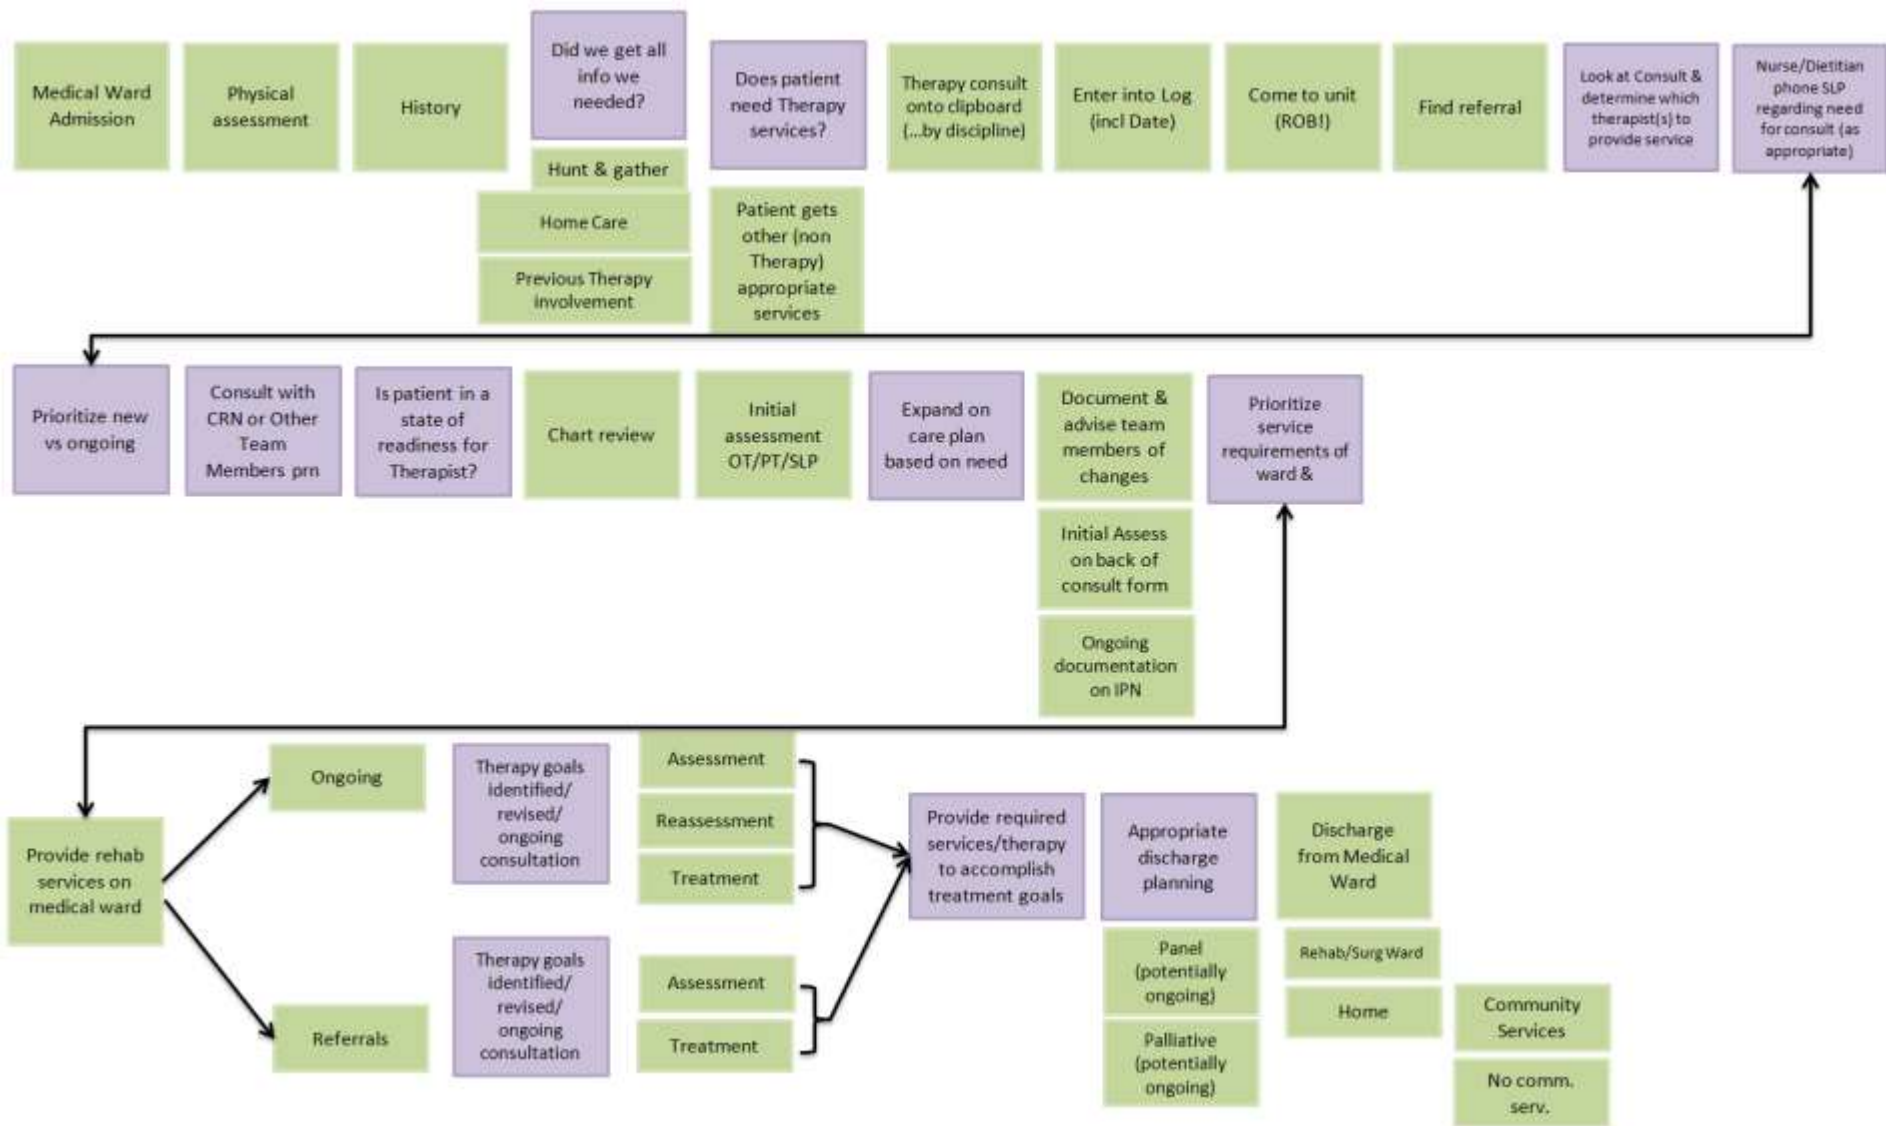 Medical Ward
Admission
Physical
assessment
History
Did we get all
info we
needed?
Hunt & gather
Home Care
Previous Therapy
involvement
Does patient
need Therapy
services?
Patient gets
other (non
Therapy)
appropriate
services
Therapy consult
onto clipboard
(...by discipline)
Enter into Log
(incl Date)
Come to unit
(ROB!)
Find referral
Look at Consult &
determine which
therapist(s) to
provide service
Nurse/Dietitian
phone SLP
regarding need
for consult (as
appropriate)
Prioritize new
vs ongoing
Consult with
CRN or Other
Team
Members prn
Is patient in a
state of
readiness for
Therapist?
Chart review
Initial
assessment
OT/PT/SLP
Expand on
care plan
based on need
Document &
advise team
members of
changes
Initial Assess
on back of
consult form
Ongoing
documentation
on IPN
Prioritize
service
requirements of
ward &
Provide rehab
services on
medical ward
Ongoing
Therapy goals
identified/
revised/
ongoing
consultation
Assessment
Reassessment
Treatment
Referrals
Therapy goals
identified/
revised/
ongoing
consultation
Assessment
Treatment
Provide required
services/therapy
to accomplish
treatment goals
Appropriate
discharge
planning
Panel
(potentially
ongoing)
Palliative
(potentially
ongoing)
Discharge
from Medical
Ward
Rehab/Surg Ward
Home
Community
Services
No comm.
serv.